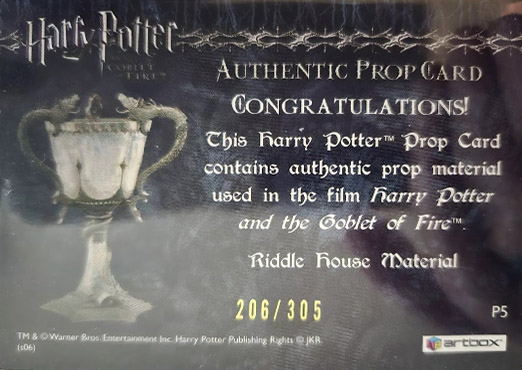 Harry Potter
GOBLET
FIRE™
AUTHENTIC PROP CARD
CONGRATULATIONS!
This Harry Potter™ Prop Card
contains authentic prop material
used in the film Harry Potter
and the Goblet of Fire™.
Riddle House Material
206/305
P5
TM & © Warner Bros. Entertainment Inc. Harry Potter Publishing Rights © JKR.
(s06)
artbox